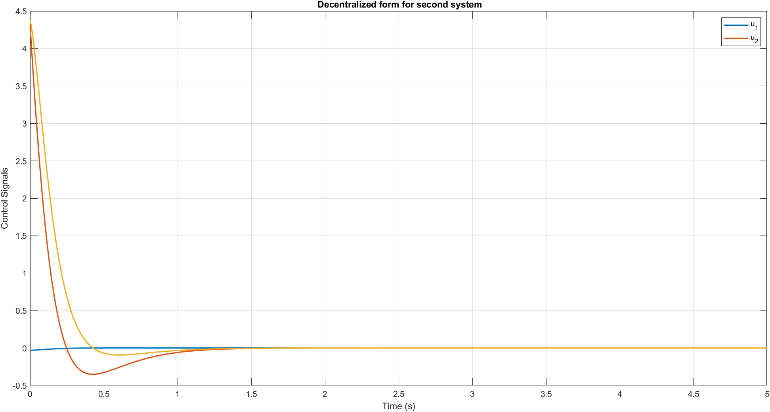 Decentralized form for second system
u1
u2
Control Signals
4.5
4
3.5
3
2.5
2
1.5
1
0.5
0
-0.5
0 0.5 1 1.5 2 2.5 3 3.5 4 4.5 5
Time (s)